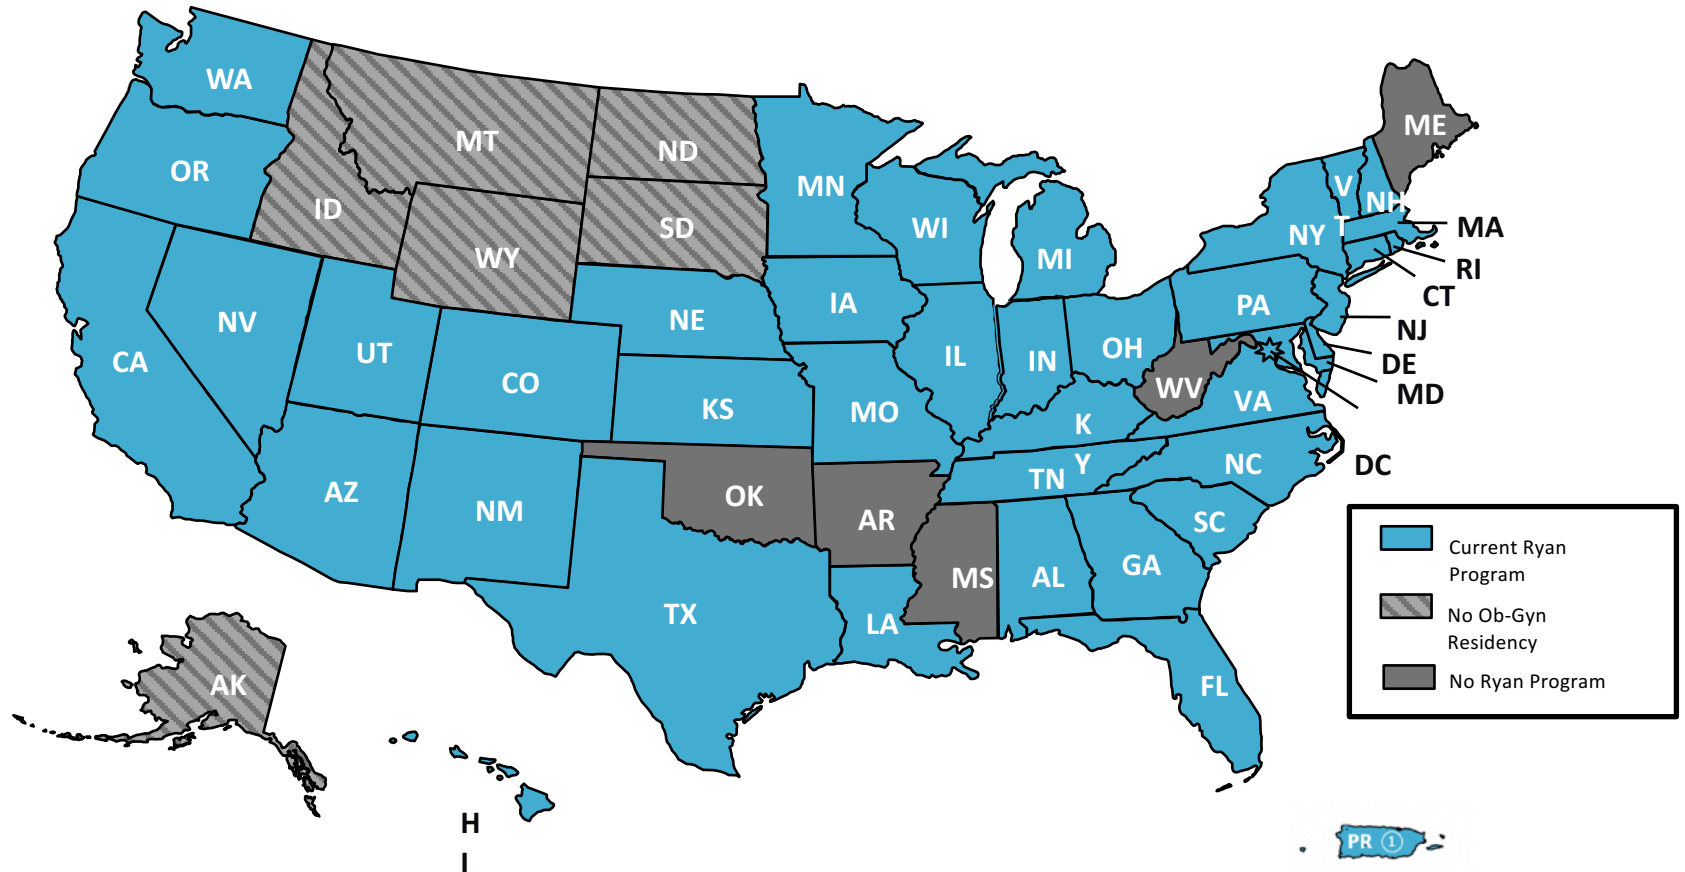 WA
MT
ND
ME
OR
MN
ID
SD
WI
V
NH
T
NY
MA
WY
MI
RI
CT
NE
IA
PA
NJ
NV
UT
IL
IN
OH
DE
CA
CO
WV
MD
KS
MO
VA
K
Y
TN
NC
DC
AZ
NM
OK
AR
SC
MS
AL
GA
TX
LA
FL
AK
H
I
Current Ryan
Program
No Ob-Gyn
Residency
No Ryan Program
PR 1